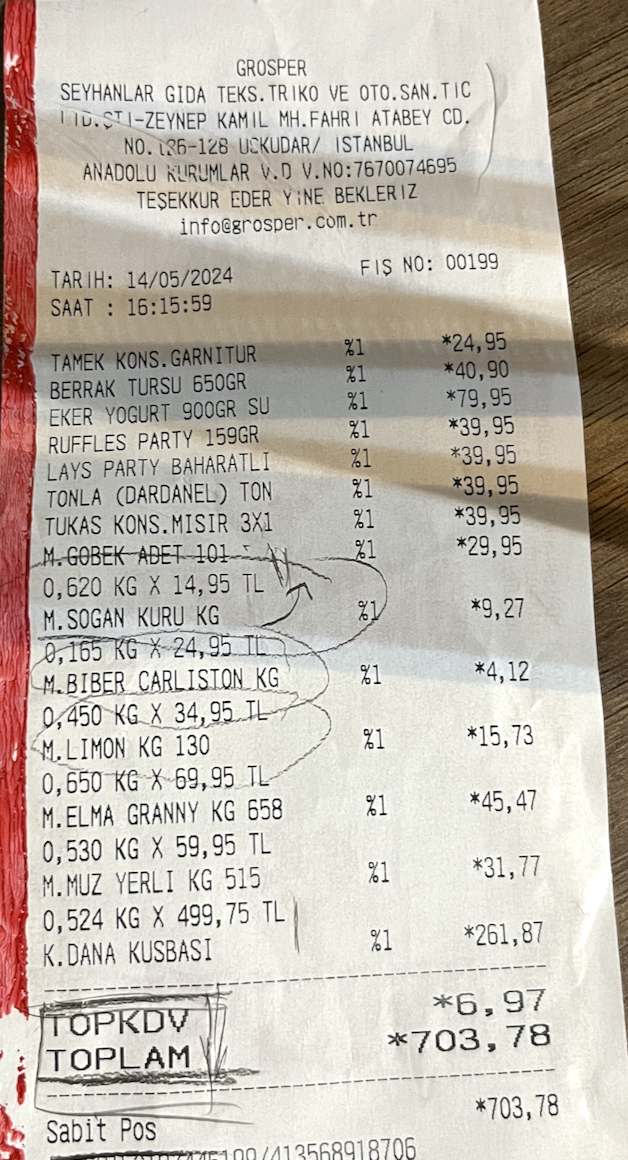 GROSPER
SEYHANLAR GIDA TEKS.TRIKO VE OTO.SAN.TIC
LTD.ŞTI-ZEYNEP KAMIL MH.FAHRI ATABEY CD.
NO.126-128 USKUDAR/ ISTANBUL
ANADOLU KURUMLAR V.D V.NO:7670074695
TEŞEKKUR EDER YINE BEKLERIZ
info@grosper.com.tr
TARIH: 14/05/2024 FIŞ NO: 00199
SAAT : 16:15:59
TAMEK KONS.GARNITUR %1 *24,95
BERRAK TURSU 650GR %1 *40,90
EKER YOGURT 900GR SU %1 *79,95
RUFFLES PARTY 159GR %1 *39,95
LAYS PARTY BAHARATLI %1 *39,95
TONLA (DARDANEL) TON %1 *39,95
TUKAS KONS.MISIR 3X1 %1 *39,95
M.GOBEK ADET 101 %1 *29,95
0,620 KG X 14,95 TL
M.SOGAN KURU KG %1 *9,27
0,165 KG X 24,95 TL
M.BIBER CARLISTON KG %1 *4,12
0,450 KG X 34,95 TL
M.LIMON KG 130 %1 *15,73
0,650 KG X 69,95 TL
M.ELMA GRANNY KG 658 %1 *45,47
0,530 KG X 59,95 TL
M.MUZ YERLI KG 515 %1 *31,77
0,524 KG X 499,75 TL
K.DANA KUSBASI %1 *261,87
TOPKDV *6,97
TOPLAM *703,78
Sabit Pos *703,78
/413568918706